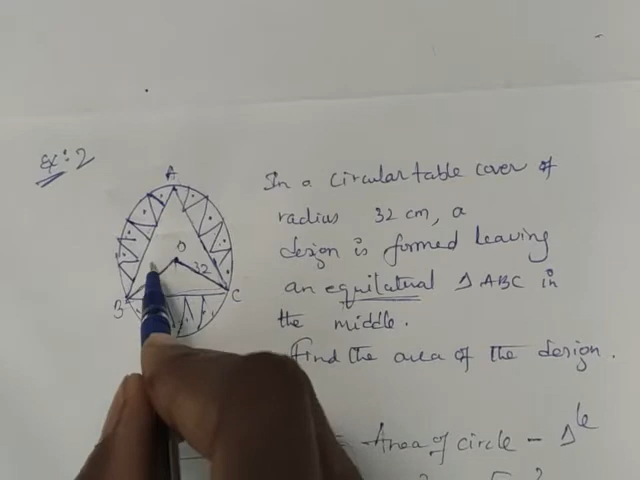 Ex: 2
A
O
32
B
C
In a circular table cover of
radius 32 cm, a
design is formed leaving
an equilatual Δ ABC in
the middle.
Find the area of the design.
= Area of circle - Δle